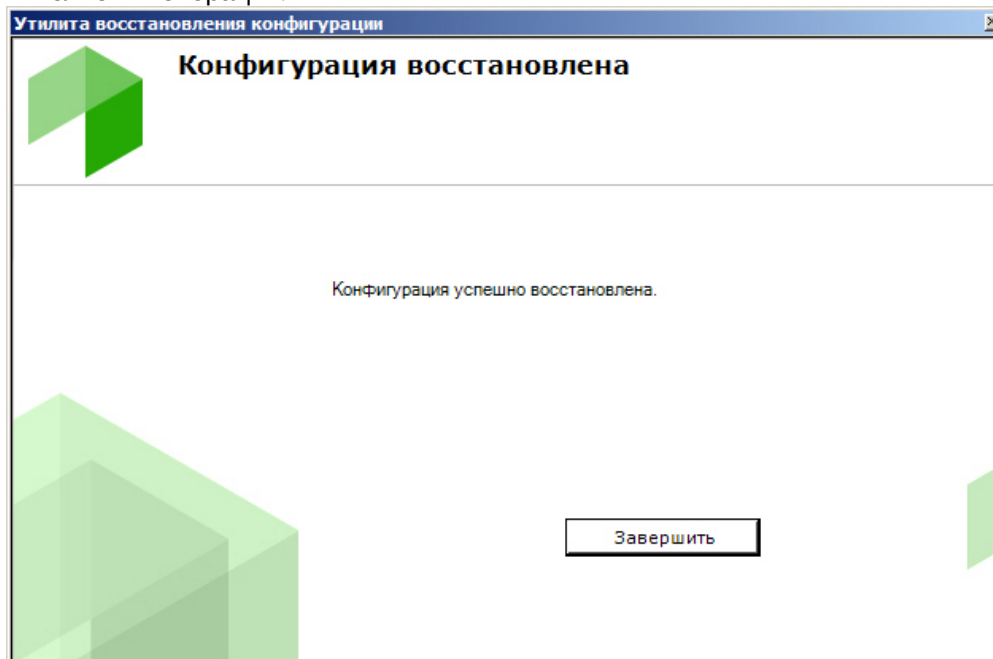 Утилита восстановления конфигурации
Конфигурация восстановлена
Конфигурация успешно восстановлена.
Завершить